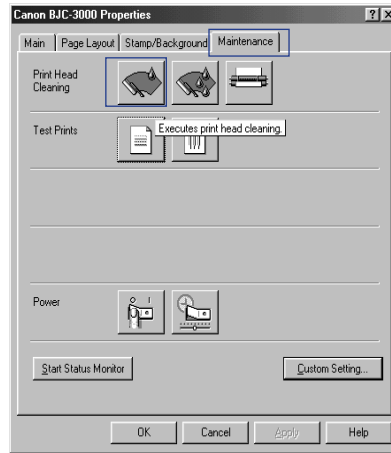 Canon BJC-3000 Properties
Main Page Layout Stamp/Background Maintenance
Print Head
Cleaning
Test Prints
Executes print head cleaning.
Power
Start Status Monitor Custom Setting...
OK Cancel Apply Help